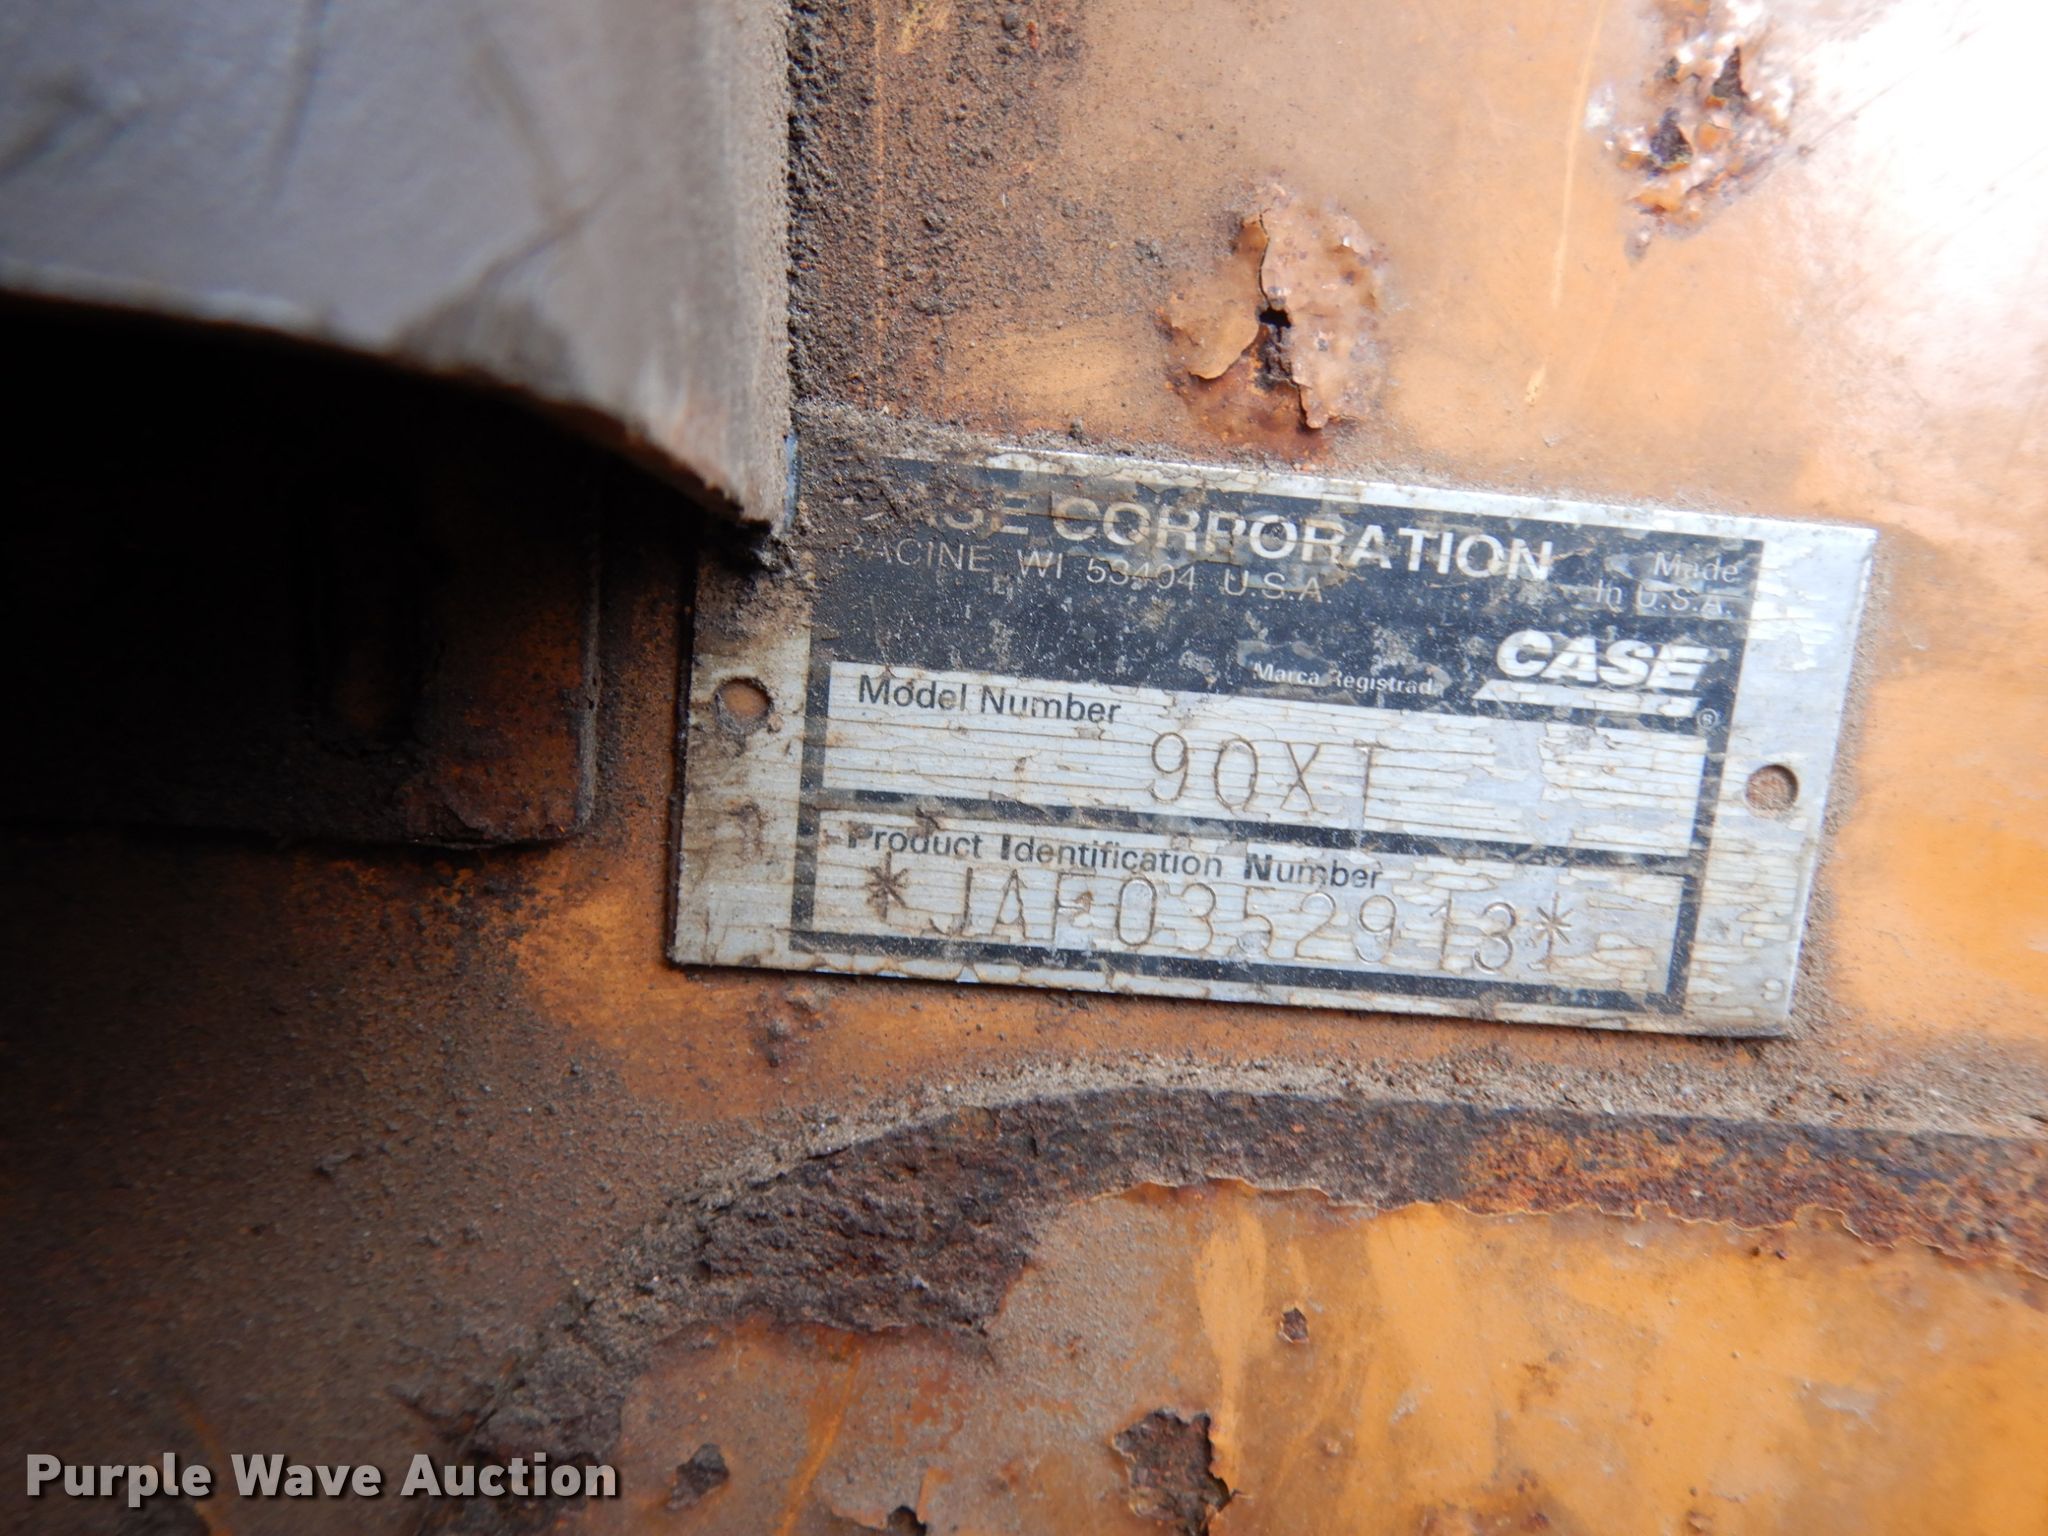 CASE CORPORATION
RACINE WI 53404 U.S.A.
Made
In U.S.A.
CASE
Marca Registrada
®
Model Number
90XT
Product Identification Number
*JAF0352913*
Purple Wave Auction